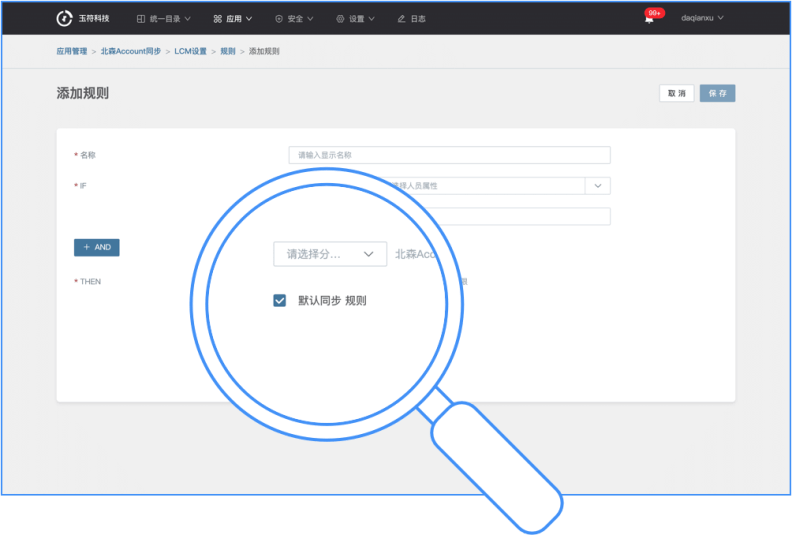 玉符科技 统一目录 应用 安全 设置 日志 99+ daqianxu
应用管理 > 北森Account同步 > LCM设置 > 规则 > 添加规则
添加规则 取 消 保 存
* 名称 请输入显示名称
* IF 选择人员属性
+ AND 请选择分... 北森Acc
* THEN
默认同步 规则